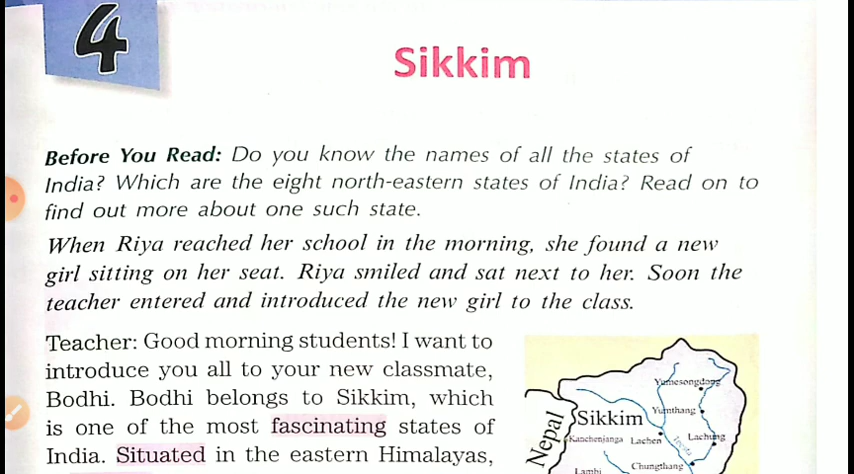 4
Sikkim
Before You Read: Do you know the names of all the states of
India? Which are the eight north-eastern states of India? Read on to
find out more about one such state.
When Riya reached her school in the morning, she found a new
girl sitting on her seat. Riya smiled and sat next to her. Soon the
teacher entered and introduced the new girl to the class.
Teacher: Good morning students! I want to
introduce you all to your new classmate,
Bodhi. Bodhi belongs to Sikkim, which
is one of the most fascinating states of
India. Situated in the eastern Himalayas,
Yumesongdong
Yumthang
Sikkim
Nepal
Kanchenjanga
Lachen
Lachung
Teesta
Chungthang
Lambi